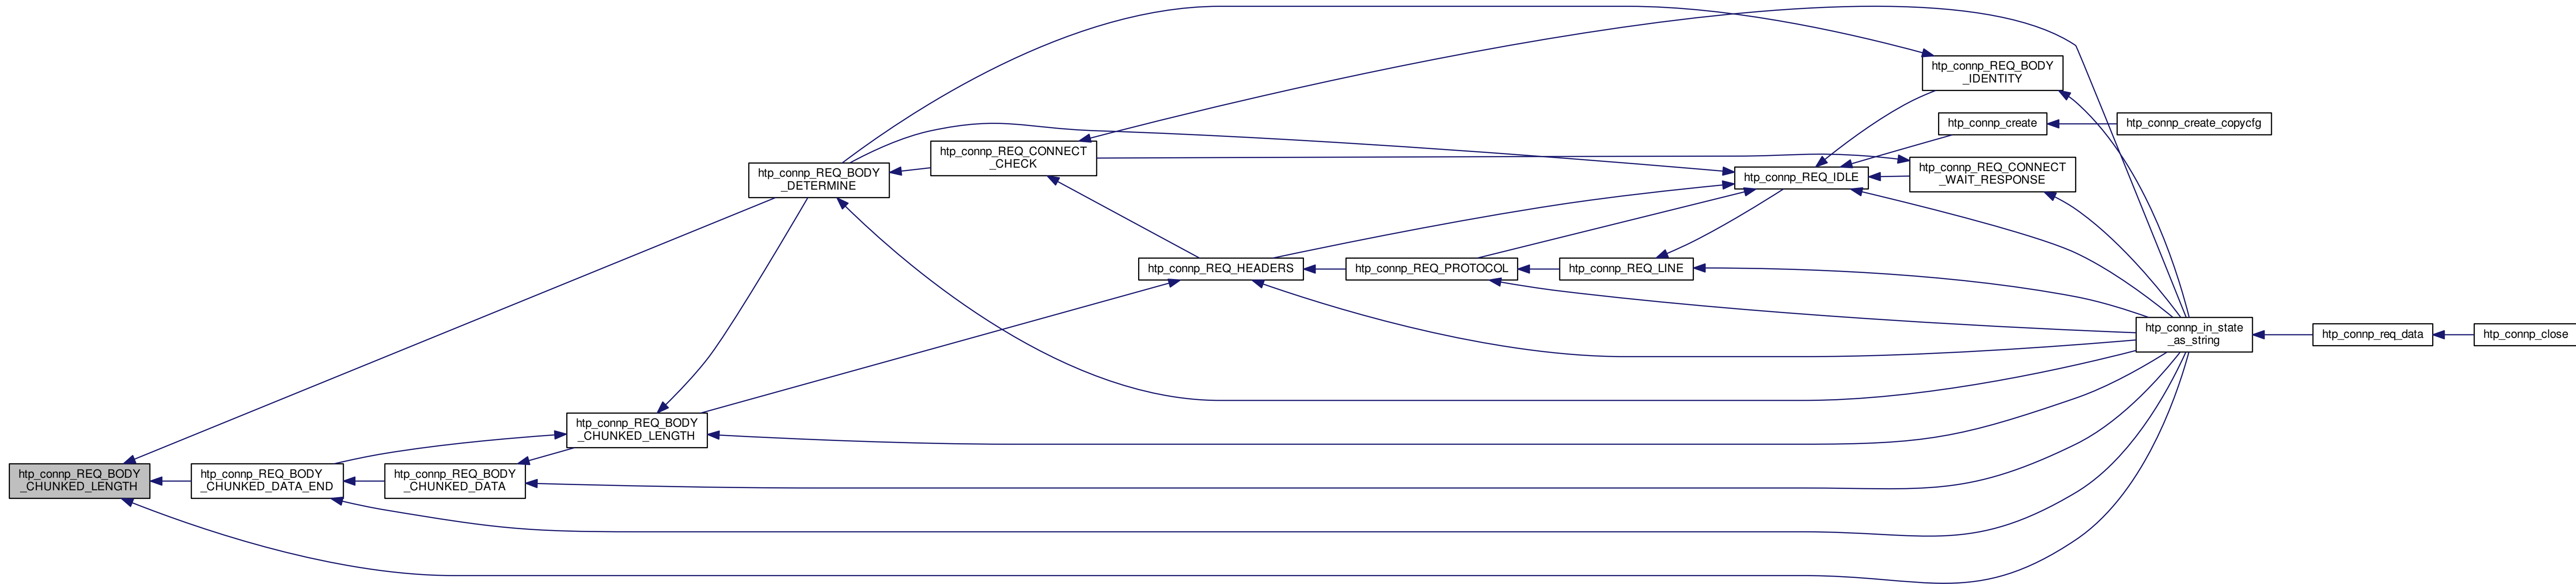 htp_connp_REQ_BODY
_IDENTITY
htp_connp_create
htp_connp_create_copycfg
htp_connp_REQ_CONNECT
_CHECK
htp_connp_REQ_BODY
_DETERMINE
htp_connp_REQ_IDLE
htp_connp_REQ_CONNECT
_WAIT_RESPONSE
htp_connp_REQ_HEADERS
htp_connp_REQ_PROTOCOL
htp_connp_REQ_LINE
htp_connp_in_state
_as_string
htp_connp_req_data
htp_connp_close
htp_connp_REQ_BODY
_CHUNKED_LENGTH
htp_connp_REQ_BODY
_CHUNKED_LENGTH
htp_connp_REQ_BODY
_CHUNKED_DATA_END
htp_connp_REQ_BODY
_CHUNKED_DATA